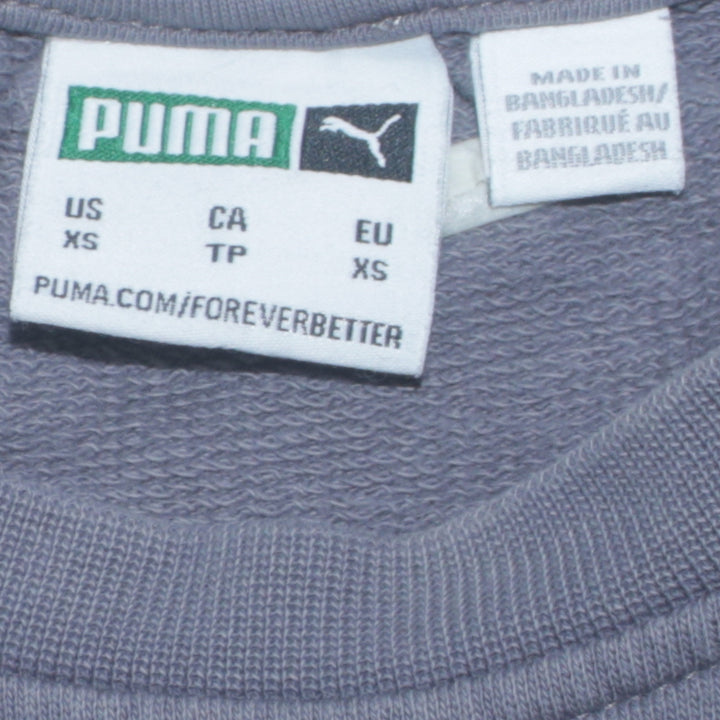 PUMA
US CA EU
XS TP XS
PUMA.COM/FOREVERBETTER
MADE IN
BANGLADESH/
FABRIQUÉ AU
BANGLADESH